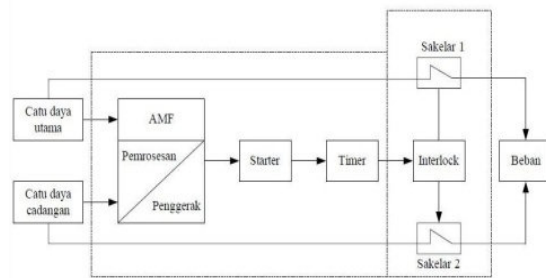 Sakelar 1
Catu daya
utama
AMF
Pemrosesan
Penggerak
Starter
Timer
Interlock
Beban
Catu daya
cadangan
Sakelar 2